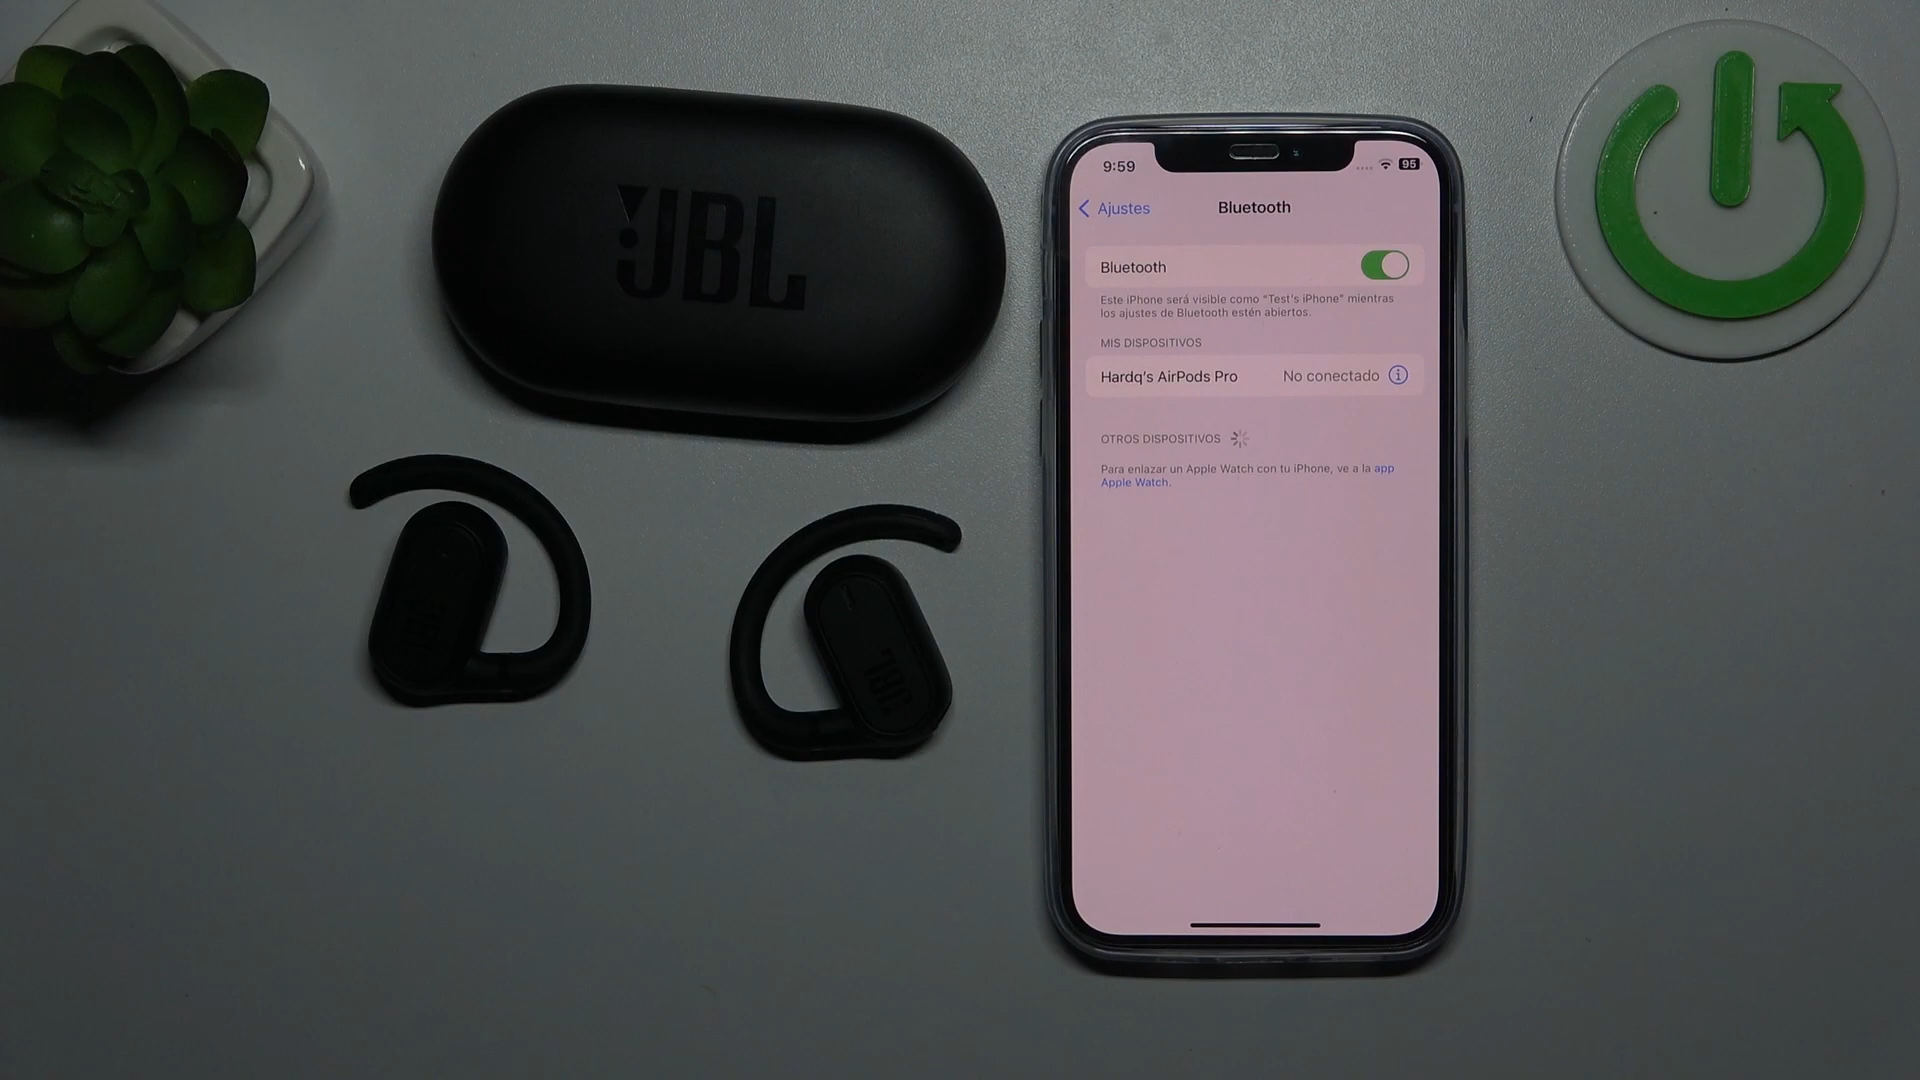 JBL
9:59
95
Ajustes
Bluetooth
Bluetooth
Este iPhone será visible como “Test's iPhone” mientras
los ajustes de Bluetooth estén abiertos.
MIS DISPOSITIVOS
Hardq's AirPods Pro No conectado
OTROS DISPOSITIVOS
Para enlazar un Apple Watch con tu iPhone, ve a la app
Apple Watch.
JBL
JBL